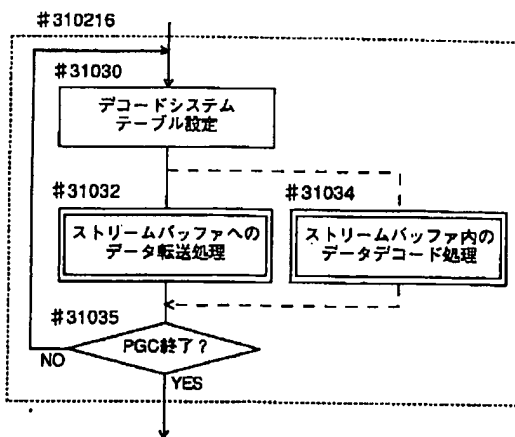 #310216
#31030
デコードシステム
テーブル設定
#31032
#31034
ストリームバッファへの
データ転送処理
ストリームバッファ内の
データデコード処理
#31035
PGC終了?
NO
YES